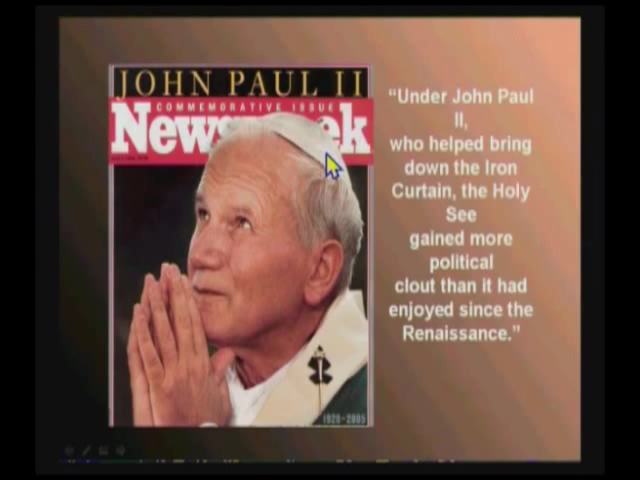 JOHN PAUL II
COMMEMORATIVE ISSUE
Newsweek
1920-2005
“Under John Paul
II,
who helped bring
down the Iron
Curtain, the Holy
See
gained more
political
clout than it had
enjoyed since the
Renaissance.”